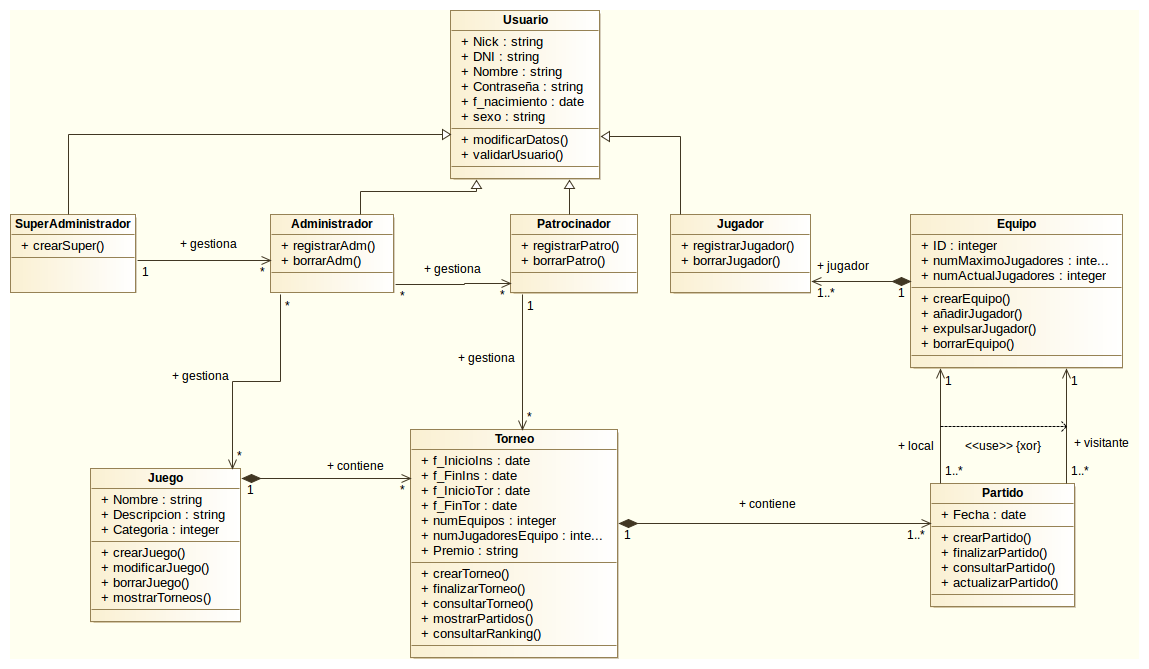 Usuario
+ Nick : string
+ DNI : string
+ Nombre : string
+ Contraseña : string
+ f_nacimiento : date
+ sexo : string
+ modificarDatos()
+ validarUsuario()
SuperAdministrador
+ crearSuper()
+ gestiona
1
*
Administrador
+ registrarAdm()
+ borrarAdm()
+ gestiona
*
*
Patrocinador
+ registrarPatro()
+ borrarPatro()
Jugador
+ registrarJugador()
+ borrarJugador()
+ jugador
1..*
1
Equipo
+ ID : integer
+ numMaximoJugadores : inte...
+ numActualJugadores : integer
+ crearEquipo()
+ añadirJugador()
+ expulsarJugador()
+ borrarEquipo()
*
+ gestiona
*
1
+ gestiona
*
1
1
+ local
<<use>> {xor}
+ visitante
1..*
1..*
Juego
+ Nombre : string
+ Descripcion : string
+ Categoria : integer
+ crearJuego()
+ modificarJuego()
+ borrarJuego()
+ mostrarTorneos()
+ contiene
1
*
Torneo
+ f_InicioIns : date
+ f_FinIns : date
+ f_InicioTor : date
+ f_FinTor : date
+ numEquipos : integer
+ numJugadoresEquipo : inte...
+ Premio : string
+ crearTorneo()
+ finalizarTorneo()
+ consultarTorneo()
+ mostrarPartidos()
+ consultarRanking()
+ contiene
1
1..*
Partido
+ Fecha : date
+ crearPartido()
+ finalizarPartido()
+ consultarPartido()
+ actualizarPartido()